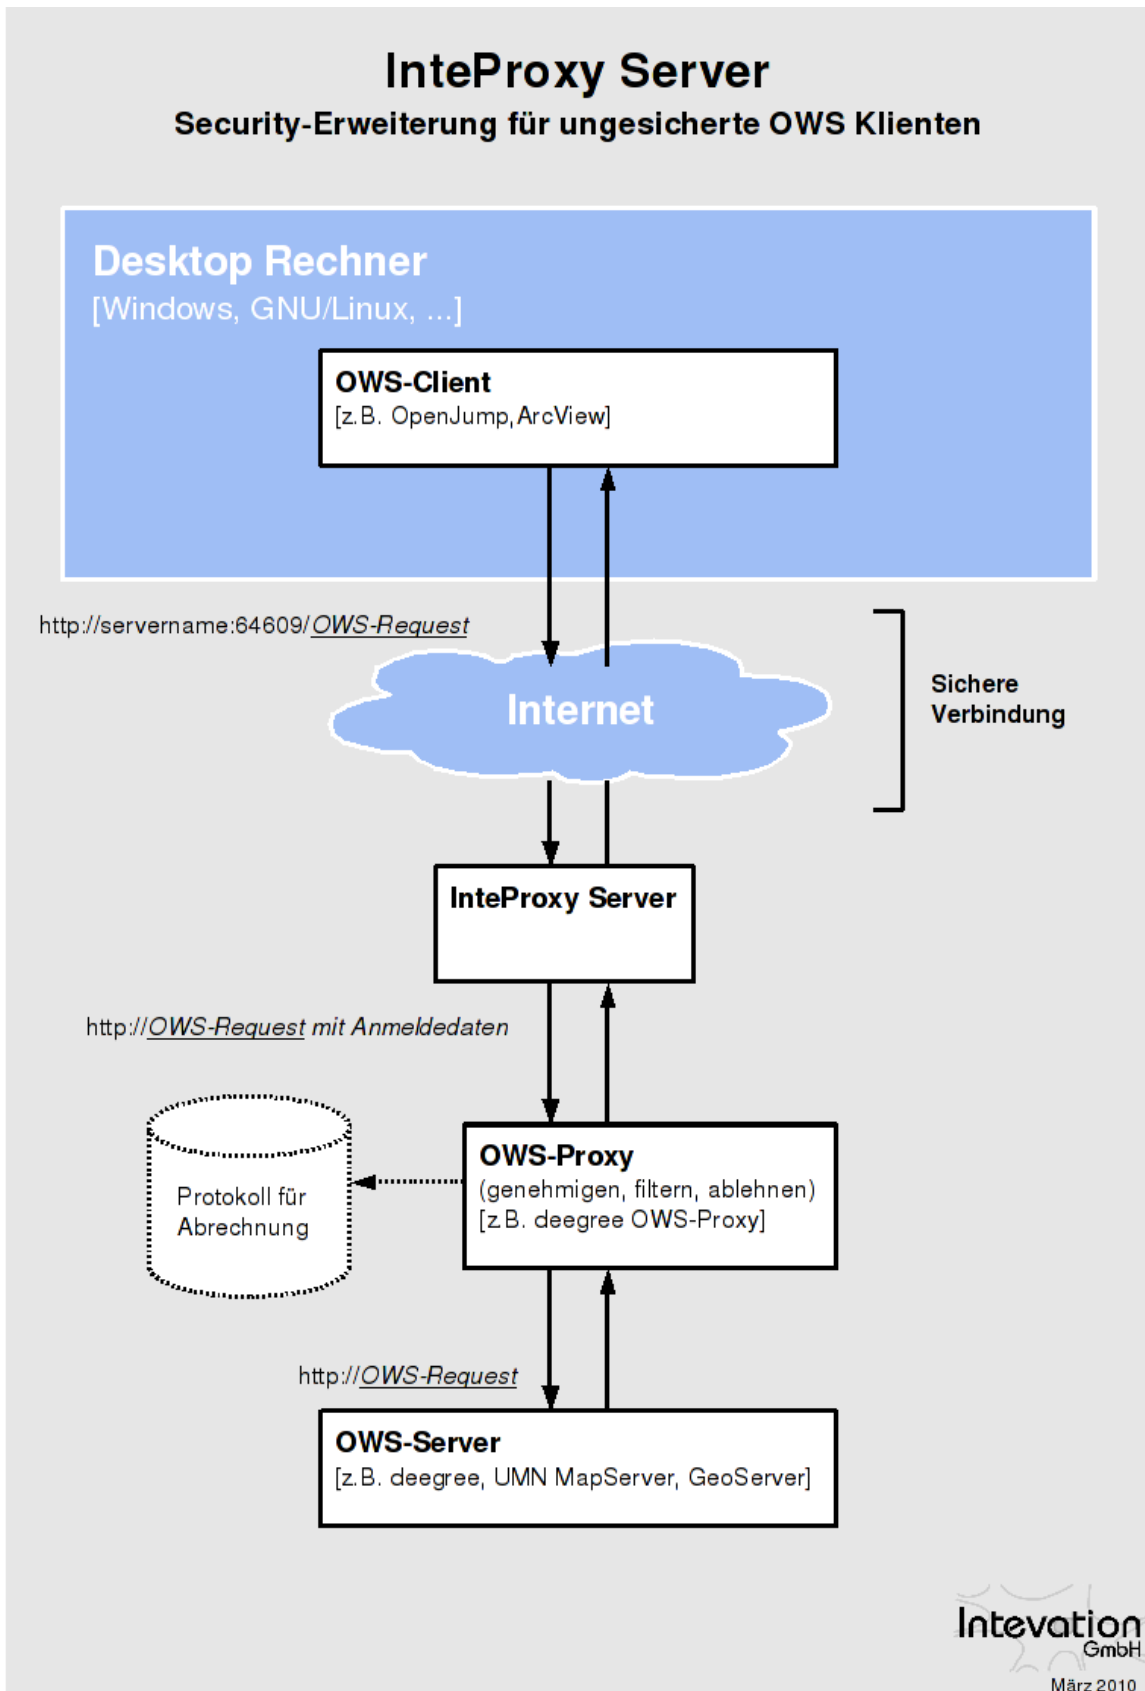 InteProxy Server
Security-Erweiterung für ungesicherte OWS Klienten
Desktop Rechner
[Windows, GNU/Linux, ...]
OWS-Client
[z.B. OpenJump,ArcView]
http://servername:64609/OWS-Request
Internet
Sichere
Verbindung
InteProxy Server
http://OWS-Request mit Anmeldedaten
OWS-Proxy
(genehmigen, filtern, ablehnen)
[z.B. deegree OWS-Proxy]
Protokoll für
Abrechnung
http://OWS-Request
OWS-Server
[z.B. deegree, UMN MapServer, GeoServer]
Intevation
GmbH
März 2010